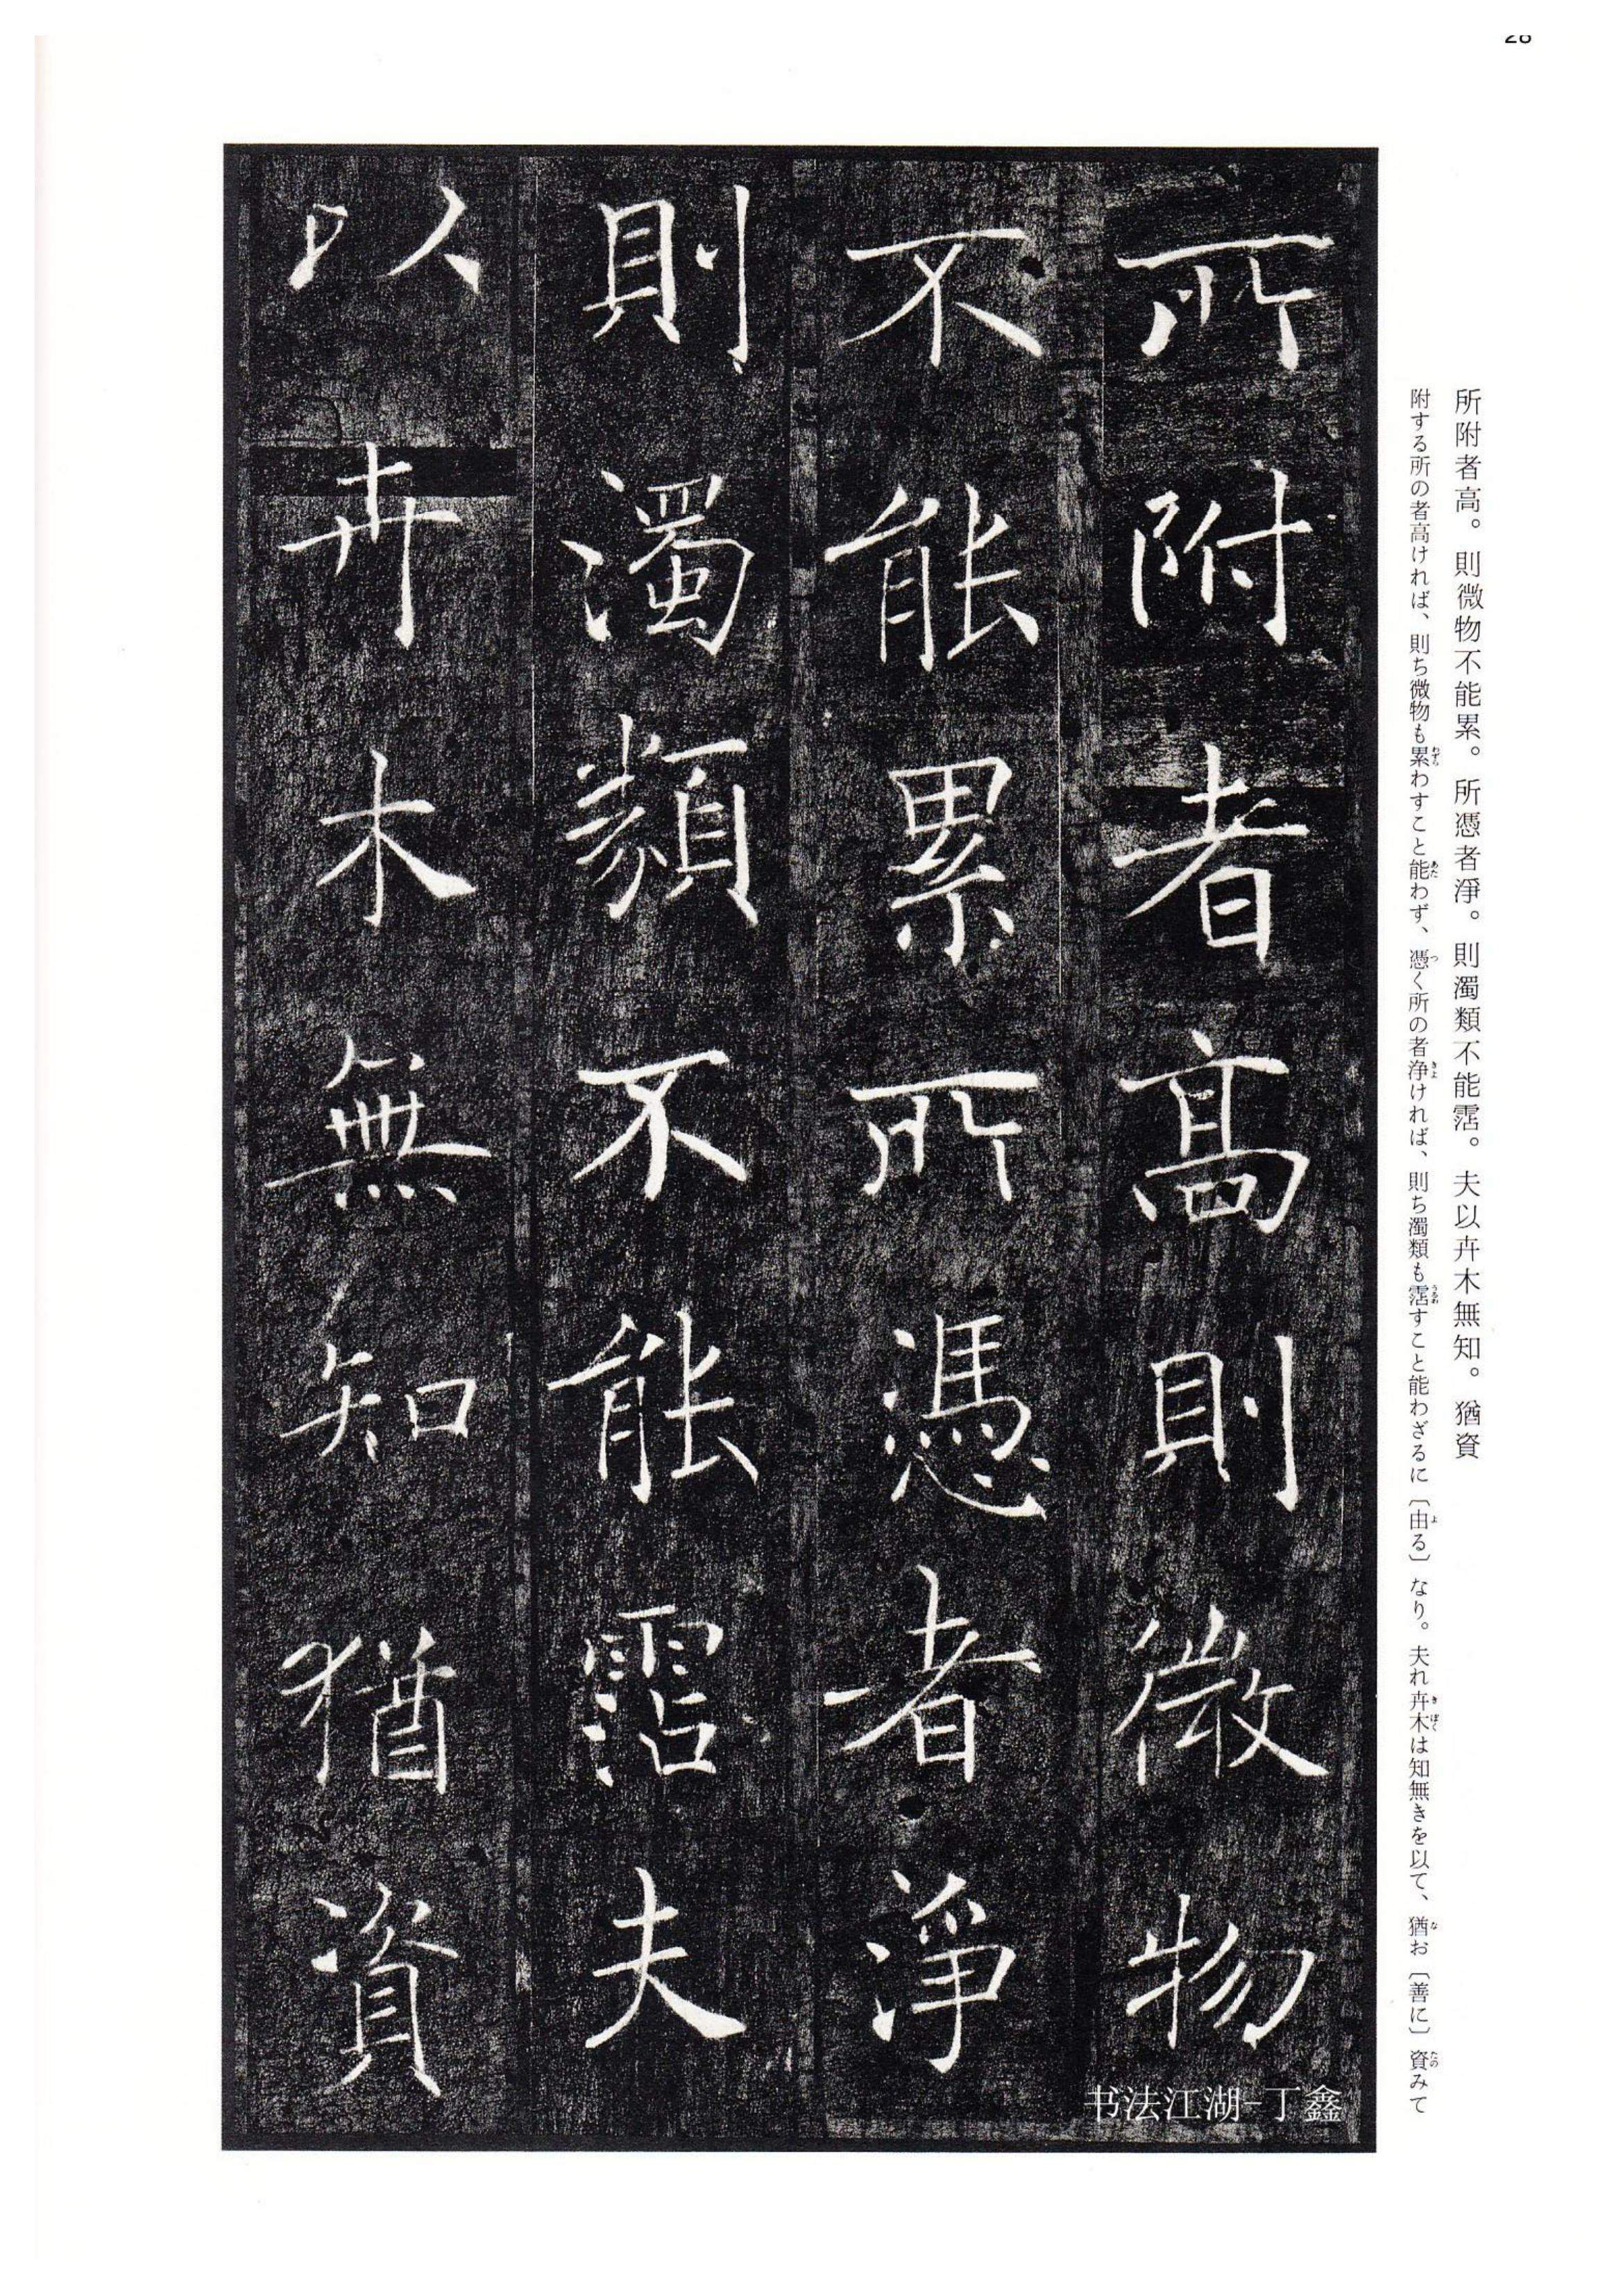 所附者高。則微物不能累。所憑者淨。則濁類不能霑。夫以卉木無知。猶資
附する所の者高ければ、則ち微物も累わすこと能わず、憑く所の者浄ければ、則ち濁類も霑すこと能わざるに〔由る〕なり。夫れ卉木は知無きを以て、猶お〔善に〕資みて
所附者高則微物
不能累所憑者淨
則濁類不能霑夫
以卉木無知猶資
书法江湖-丁鑫